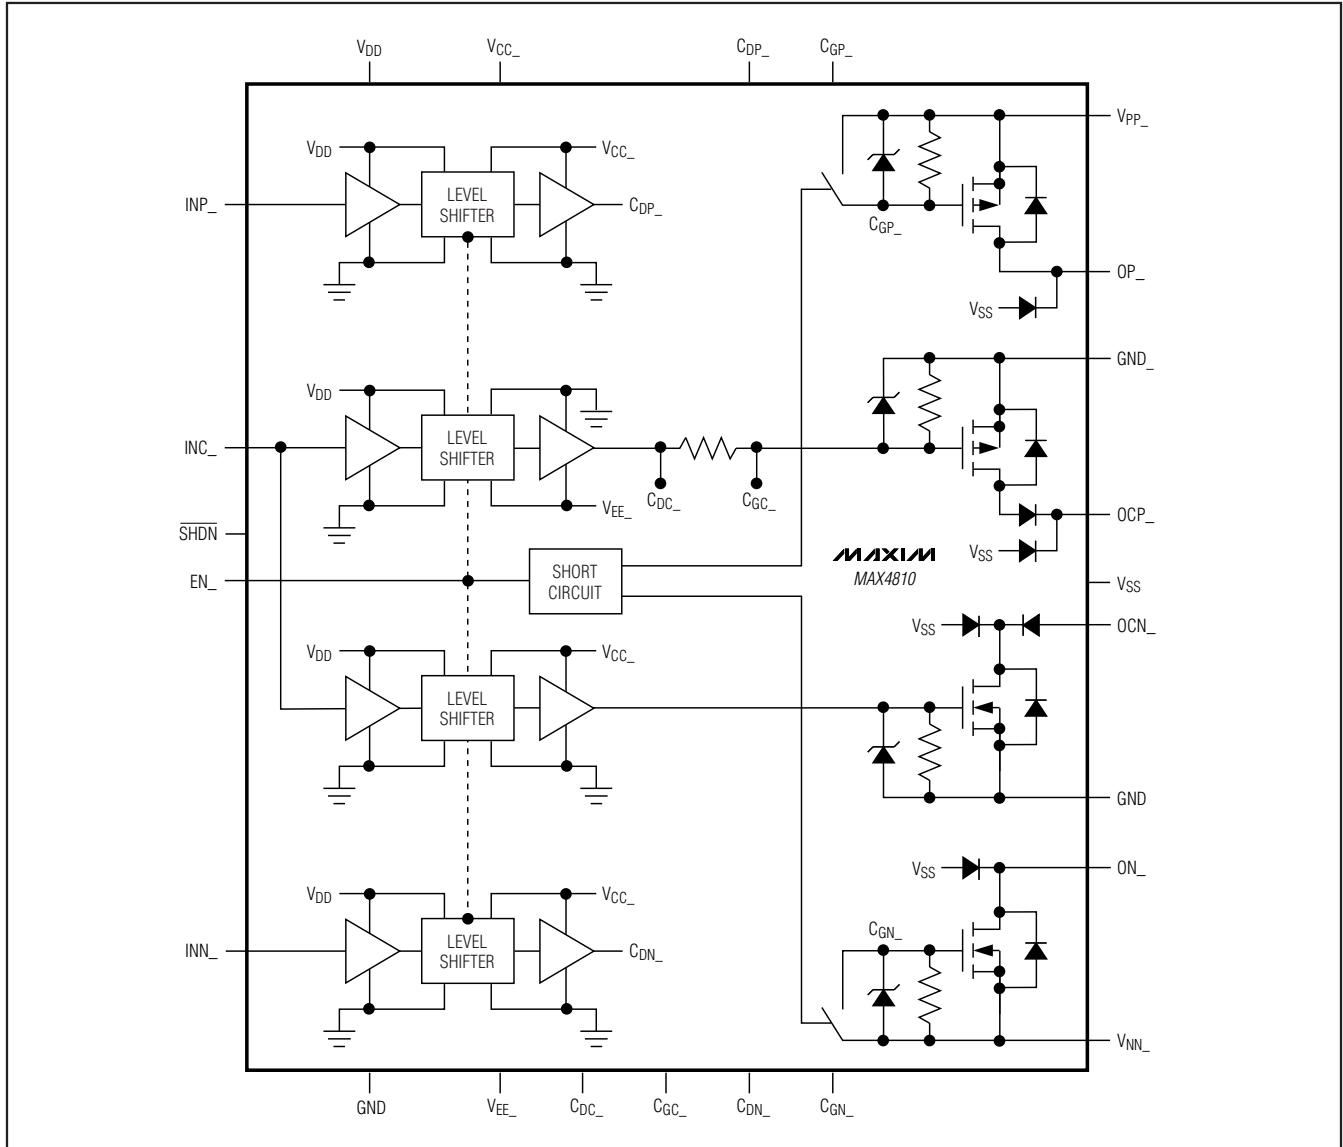 VDD VCC_ CDP_ CGP_
VPP_
VDD VCC_
INP_ LEVEL SHIFTER CDP_
CGP_
OP_
VSS
GND_
VDD
INC_ LEVEL SHIFTER
CDC_ CGC_
VEE_
OCP_
SHDN
VSS
MAXIM
MAX4810
EN_ SHORT CIRCUIT
VSS
VSS OCN_
VDD VCC_
LEVEL SHIFTER
GND
VSS ON_
VDD VCC_
CGN_
INN_ LEVEL SHIFTER CDN_
VNN_
GND VEE_ CDC_ CGC_ CDN_ CGN_